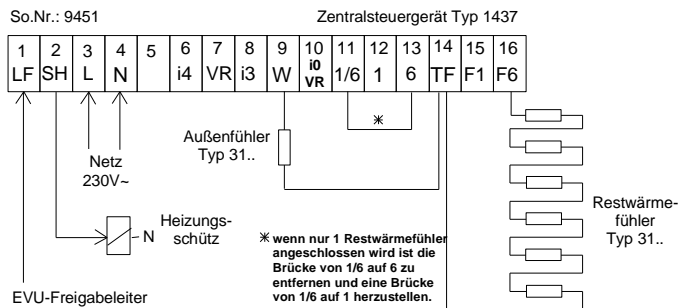 So.Nr.: 9451
Zentralsteuergerät Typ 1437
1 2 3 4 5 6 7 8 9 10 11 12 13 14 15 16
LF SH L N i4 VR i3 W i0 VR 1/6 1 6 TF F1 F6
*
Außenfühler
Typ 31..
Netz
230V~
Restwärme-
fühler
Typ 31..
Heizungs-
schütz
N
* wenn nur 1 Restwärmefühler
angeschlossen wird ist die
Brücke von 1/6 auf 6 zu
entfernen und eine Brücke
von 1/6 auf 1 herzustellen.
EVU-Freigabeleiter